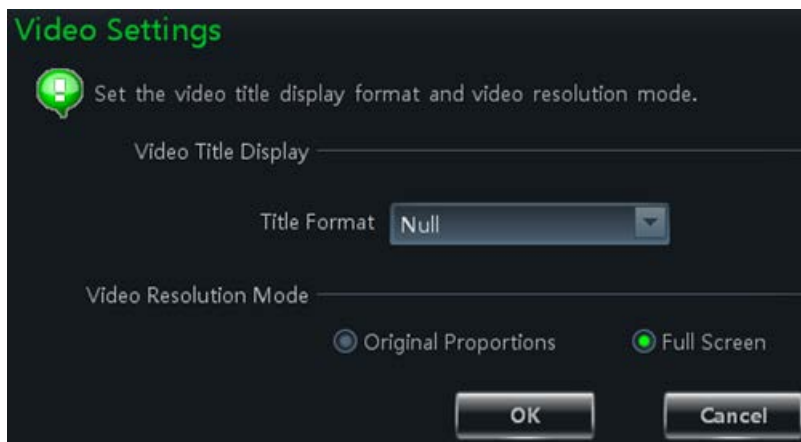 Video Settings
Set the video title display format and video resolution mode.
Video Title Display
Title Format Null
Video Resolution Mode
Original Proportions Full Screen
OK Cancel